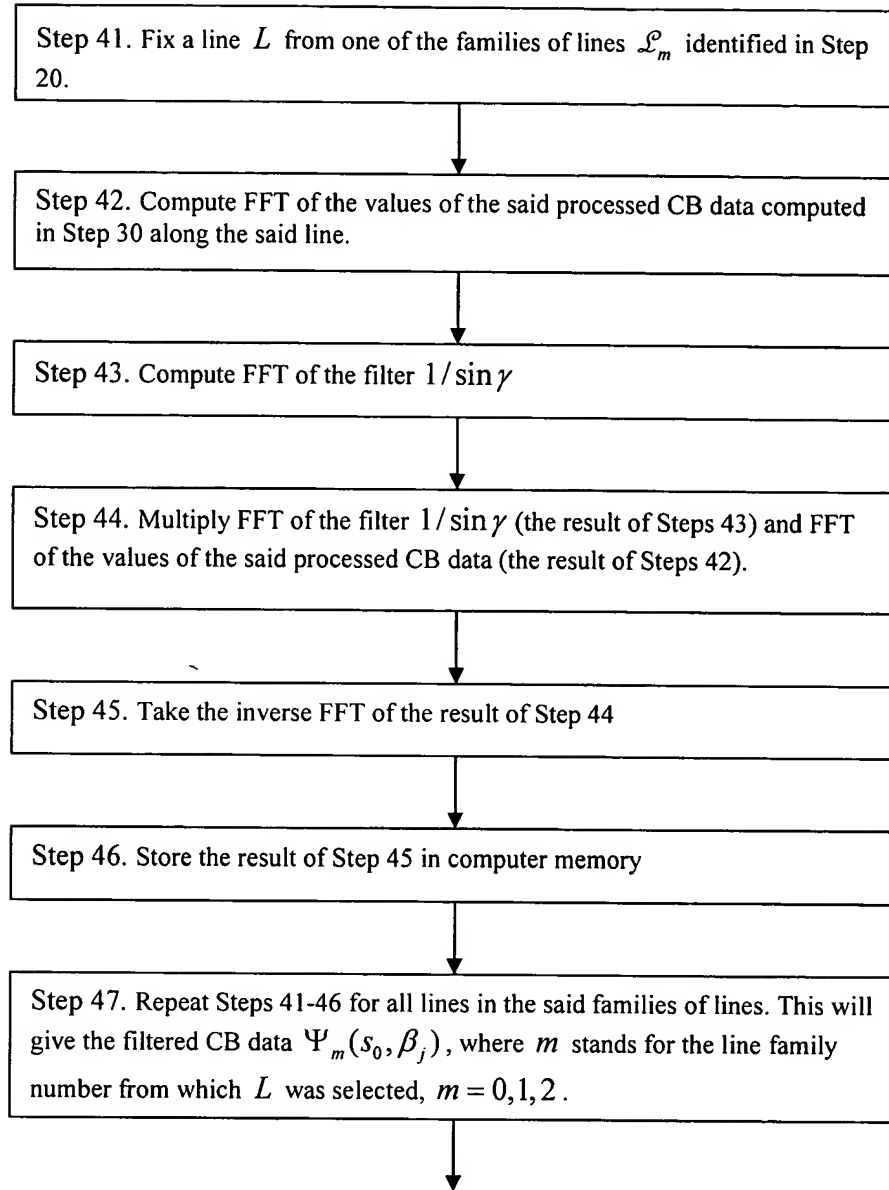 Step 41. Fix a line L from one of the families of lines ℒₘ identified in Step
20.
Step 42. Compute FFT of the values of the said processed CB data computed
in Step 30 along the said line.
Step 43. Compute FFT of the filter 1/sin γ
Step 44. Multiply FFT of the filter 1/sin γ (the result of Steps 43) and FFT
of the values of the said processed CB data (the result of Steps 42).
Step 45. Take the inverse FFT of the result of Step 44
Step 46. Store the result of Step 45 in computer memory
Step 47. Repeat Steps 41-46 for all lines in the said families of lines. This will
give the filtered CB data Ψₘ(s₀, βⱼ), where m stands for the line family
number from which L was selected, m = 0,1,2.